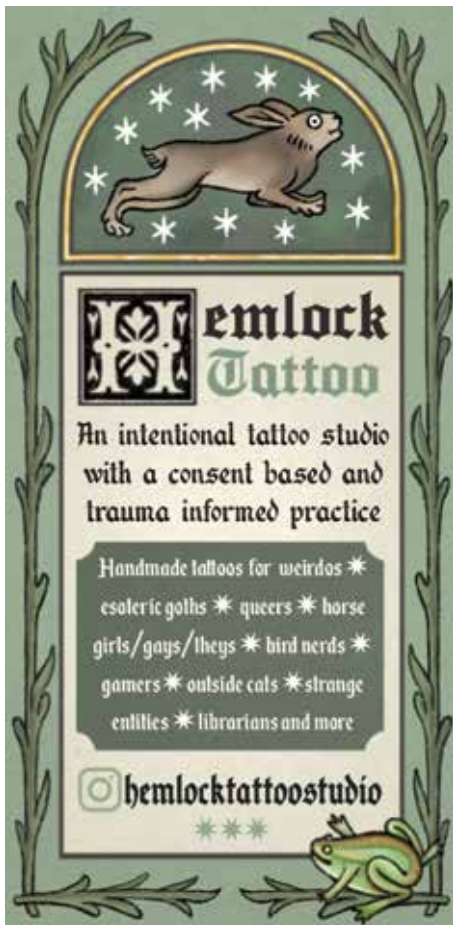 Hemlock
Tattoo
An intentional tattoo studio
with a consent based and
trauma informed practice
Handmade tattoos for weirdos ✷
esoteric goths ✷ queers ✷ horse
girls/gays/theys ✷ bird nerds ✷
gamers ✷ outside cats ✷ strange
entities ✷ librarians and more
hemlocktattoostudio